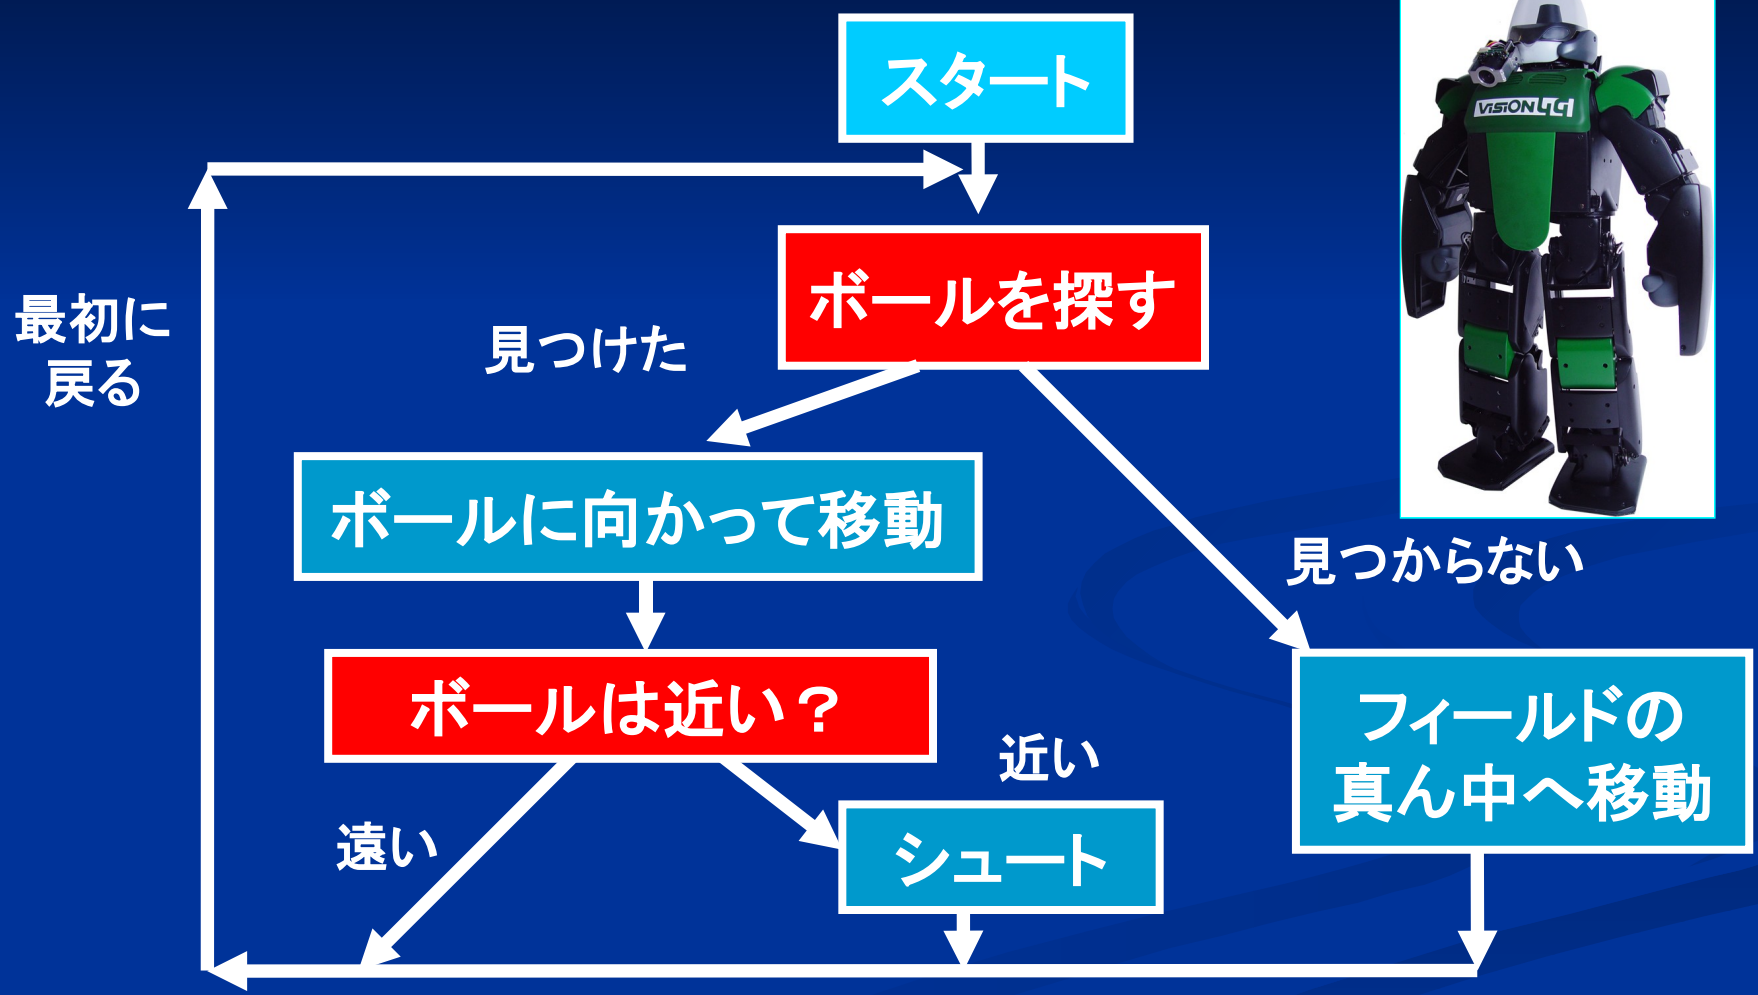 スタート
VISION 4G
ボールを探す
最初に
戻る
見つけた
ボールに向かって移動
見つからない
ボールは近い？
フィールドの
真ん中へ移動
近い
遠い
シュート